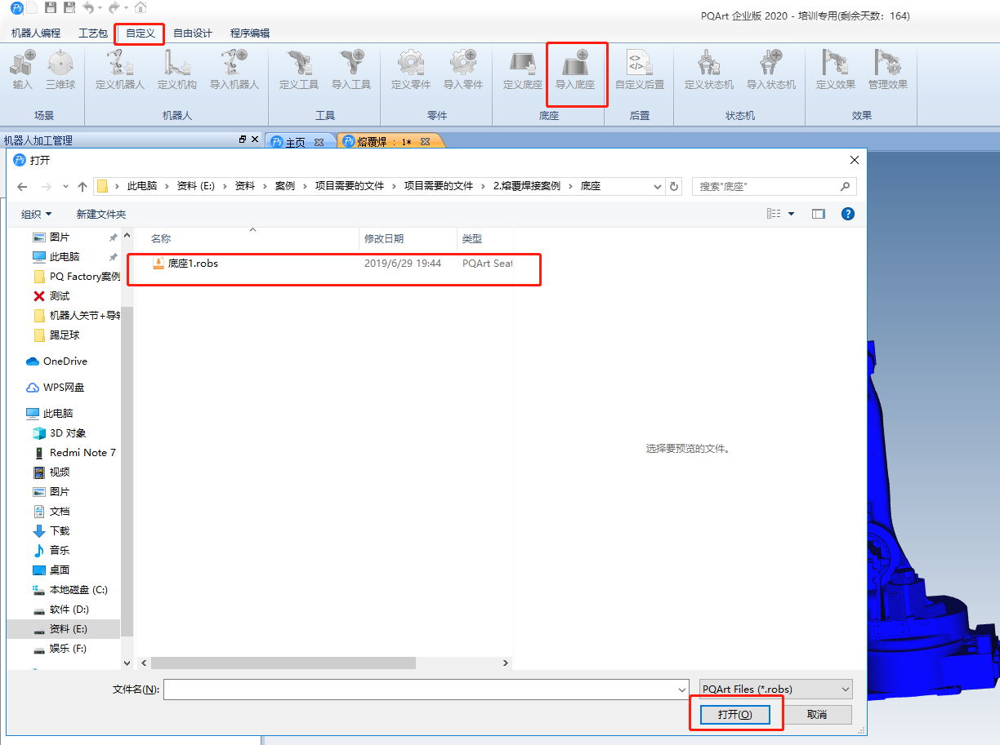 PQArt 企业版 2020 - 培训专用(剩余天数：164)
机器人编程 工艺包 自定义 自由设计 程序编辑
输入 三维球 定义机器人 定义机构 导入机器人 定义工具 导入工具 定义零件 导入零件 定义底座 导入底座 自定义后置 定义状态机 导入状态机 定义效果 管理效果
场景 机器人 工具 零件 底座 后置 状态机 效果
机器人加工管理 主页 熔覆焊 : 1*
打开
此电脑 › 资料 (E:) › 资料 › 案例 › 项目需要的文件 › 项目需要的文件 › 2.熔覆焊接案例 › 底座 搜索"底座"
组织 新建文件夹
名称 修改日期 类型
底座1.robs 2019/6/29 19:44 PQArt Seat
图片
此电脑
PQ Factory案例
测试
机器人关节+导轨
踢足球
OneDrive
WPS网盘
此电脑
3D 对象
Redmi Note 7
视频
图片
文档
下载
音乐
桌面
本地磁盘 (C:)
软件 (D:)
资料 (E:)
娱乐 (F:)
选择要预览的文件。
文件名(N): PQArt Files (*.robs)
打开(O) 取消